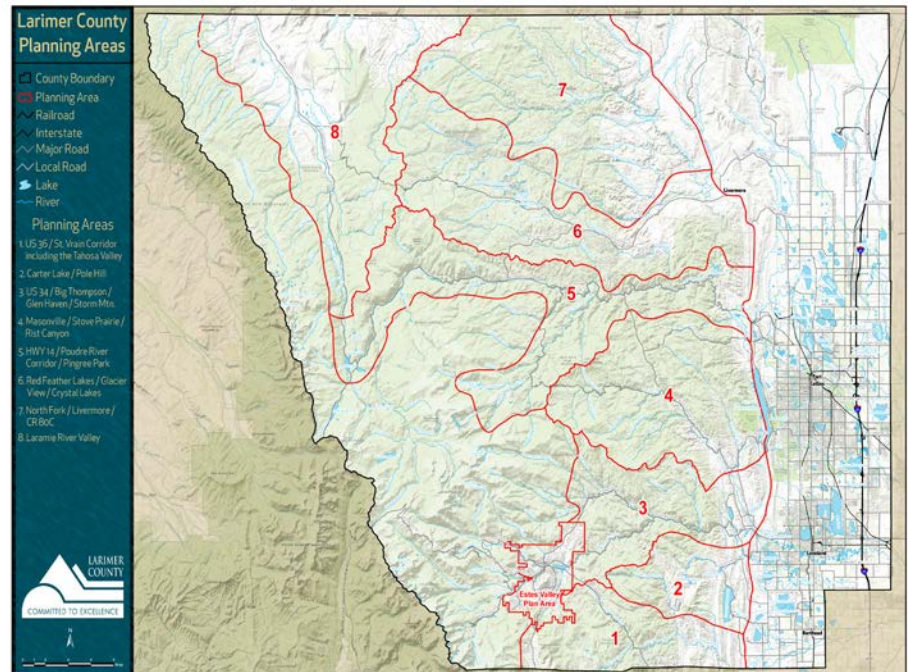 Larimer County
Planning Areas
County Boundary
Planning Area
Railroad
Interstate
Major Road
Local Road
Lake
River
Planning Areas
1. US 36 / St. Vrain Corridor
including the Tahosa Valley
2. Carter Lake / Pole Hill
3. US 34 / Big Thompson /
Glen Haven / Storm Mtn.
4. Masonville / Stove Prairie /
Rist Canyon
5. HWY 14 / Poudre River
Corridor / Pingree Park
6. Red Feather Lakes / Glacier
View / Crystal Lakes
7. North Fork / Livermore /
CR 80C
8. Laramie River Valley
LARIMER
COUNTY
COMMITTED TO EXCELLENCE
N
7
8
Livermore
6
5
4
3
2
Estes Valley
Plan Area
1
Loveland
Berthoud